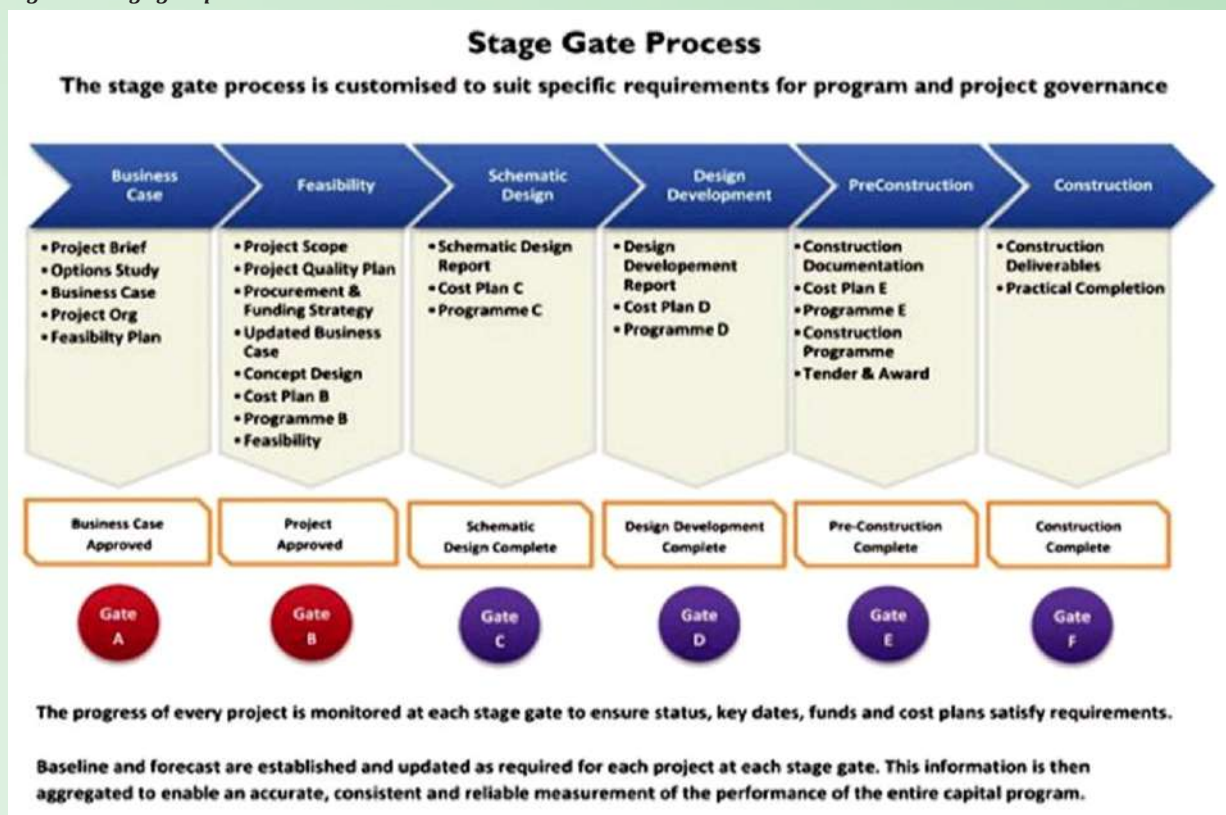 Stage Gate Process
The stage gate process is customised to suit specific requirements for program and project governance
Business
Case
Feasibility
Schematic
Design
Design
Development
PreConstruction
Construction
• Project Brief
• Options Study
• Business Case
• Project Org
• Feasibilty Plan
• Project Scope
• Project Quality Plan
• Procurement &
Funding Strategy
• Updated Business
Case
• Concept Design
• Cost Plan B
• Programme B
• Feasibility
• Schematic Design
Report
• Cost Plan C
• Programme C
• Design
Developement
Report
• Cost Plan D
• Programme D
• Construction
Documentation
• Cost Plan E
• Programme E
• Construction
Programme
• Tender & Award
• Construction
Deliverables
• Practical Completion
Business Case
Approved
Project
Approved
Schematic
Design Complete
Design Development
Complete
Pre-Construction
Complete
Construction
Complete
Gate
A
Gate
B
Gate
C
Gate
D
Gate
E
Gate
F
The progress of every project is monitored at each stage gate to ensure status, key dates, funds and cost plans satisfy requirements.
Baseline and forecast are established and updated as required for each project at each stage gate. This information is then
aggregated to enable an accurate, consistent and reliable measurement of the performance of the entire capital program.